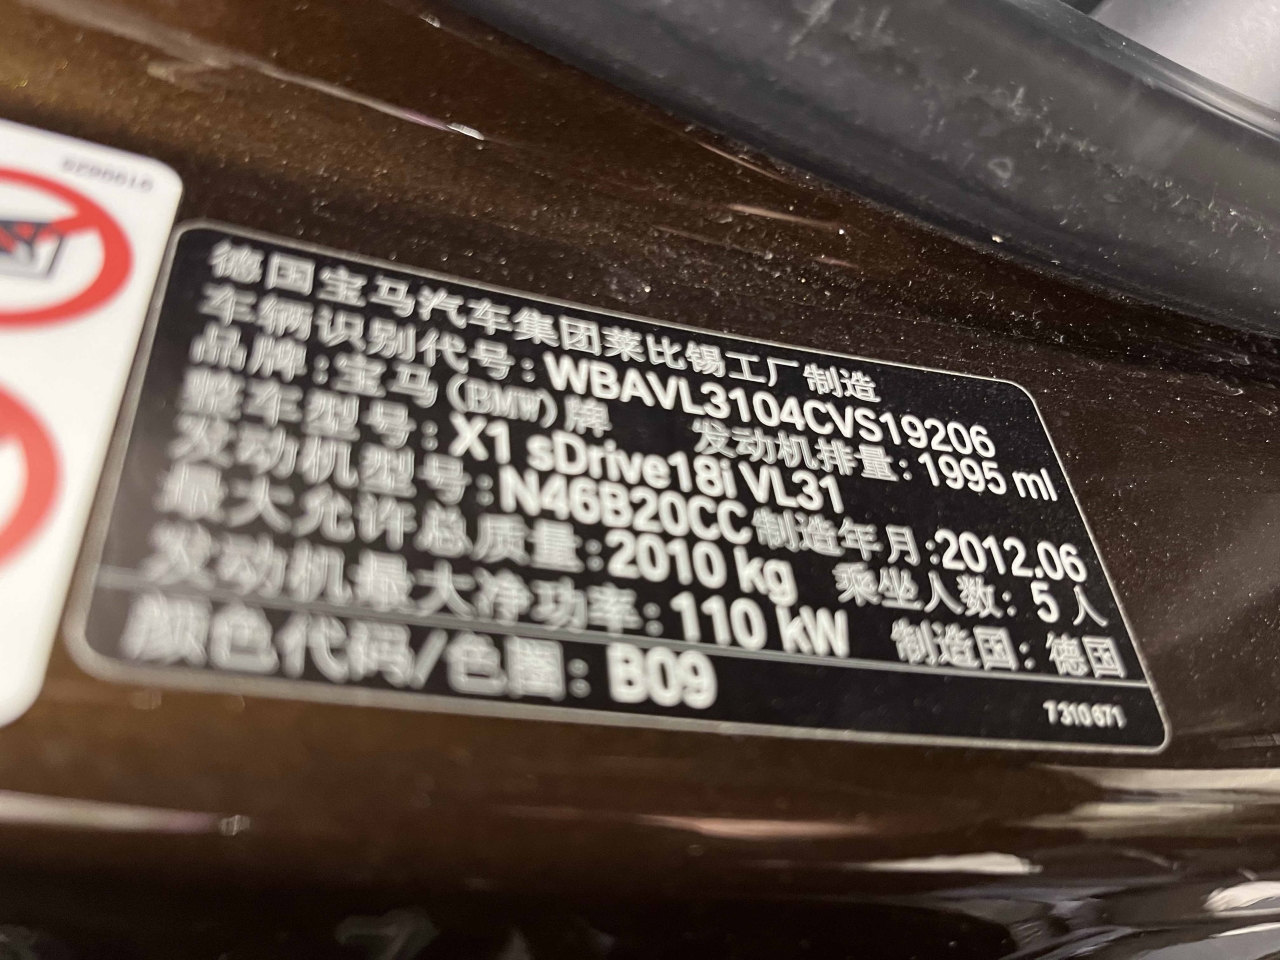 9290016
德国宝马汽车集团莱比锡工厂制造
车辆识别代号: WBAVL3104CVS19206
品牌: 宝马(BMW)牌 发动机排量: 1995 ml
整车型号: X1 sDrive18i VL31
发动机型号: N46B20CC 制造年月: 2012.06
最大允许总质量: 2010 kg 乘坐人数: 5 人
发动机最大净功率: 110 kW 制造国: 德国
颜色代码/色圈: B09
T310671